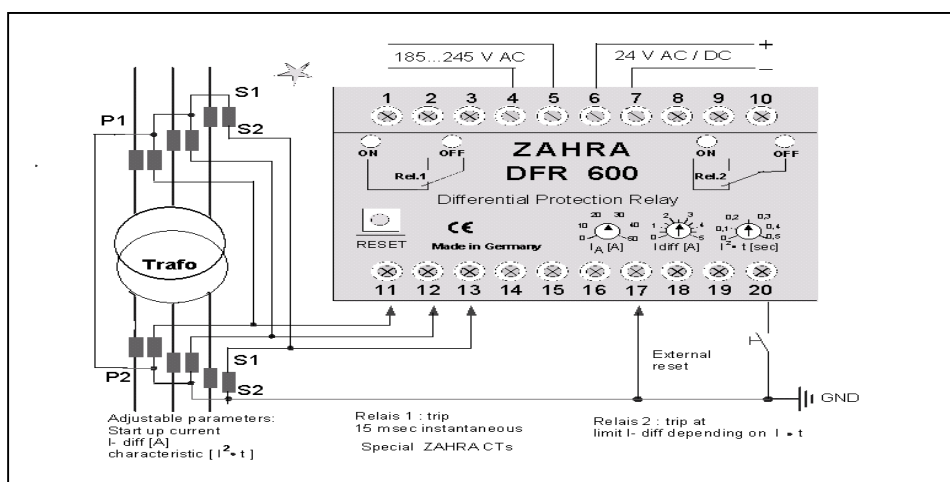 185...245 V AC
24 V AC / DC
+
−
S1
S2
P1
1 2 3 4 5 6 7 8 9 10
ON OFF
Rel.1
ZAHRA
DFR 600
ON OFF
Rel.2
Differential Protection Relay
RESET
CE
Made in Germany
0 10 20 30 40 50
I A [A]
0 1 2 3 4 5
I diff [A]
0 0,1 0,2 0,3 0,4 0,5
I²• t [sec]
Trafo
11 12 13 14 15 16 17 18 19 20
S1
S2
P2
External
reset
GND
Adjustable parameters:
Start up current
I- diff [A]
characteristic [ I²• t ]
Relais 1 : trip
15 msec instantaneous
Special ZAHRA CTs
Relais 2 : trip at
limit I- diff depending on I • t